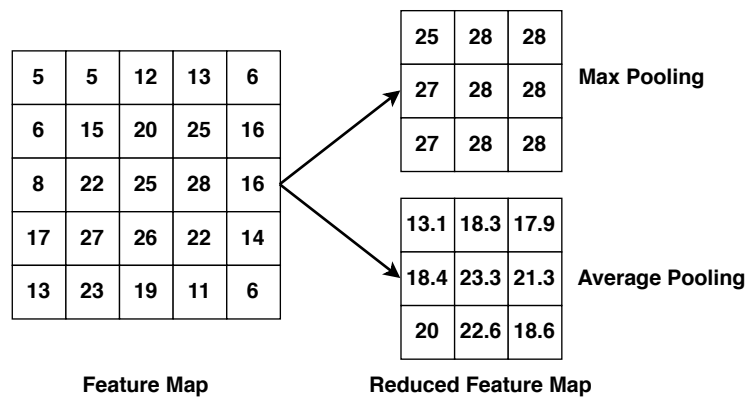 5 5 12 13 6
6 15 20 25 16
8 22 25 28 16
17 27 26 22 14
13 23 19 11 6
Feature Map
25 28 28
27 28 28
27 28 28
Max Pooling
13.1 18.3 17.9
18.4 23.3 21.3
20 22.6 18.6
Average Pooling
Reduced Feature Map